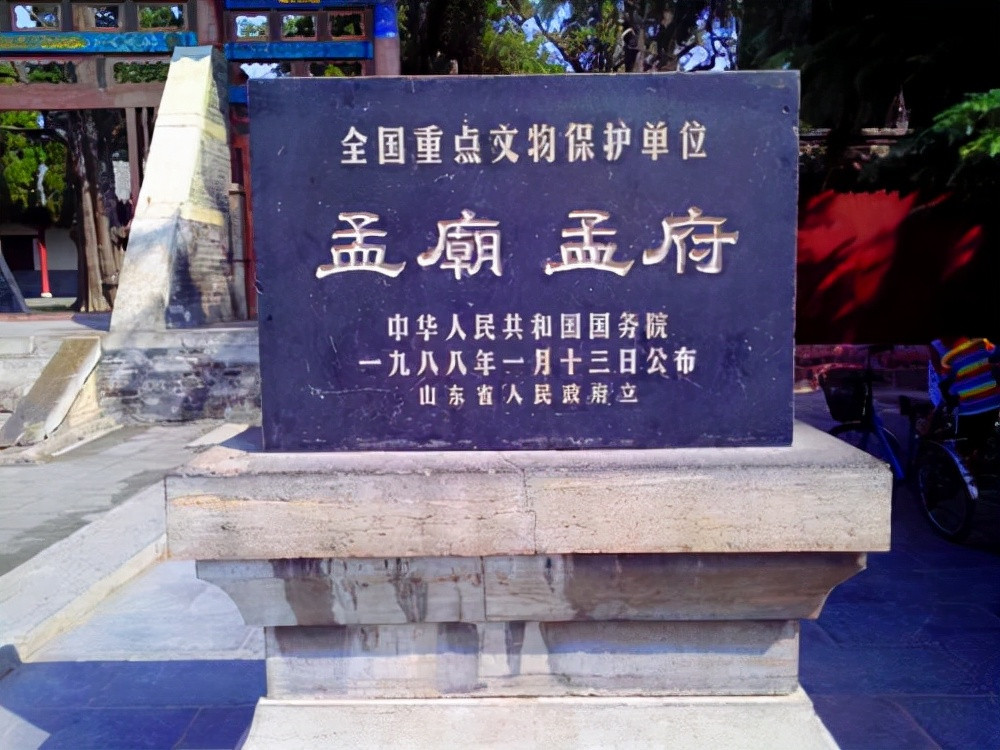 全国重点文物保护单位
孟廟 孟府
中华人民共和国国务院
一九八八年一月十三日公布
山东省人民政府立